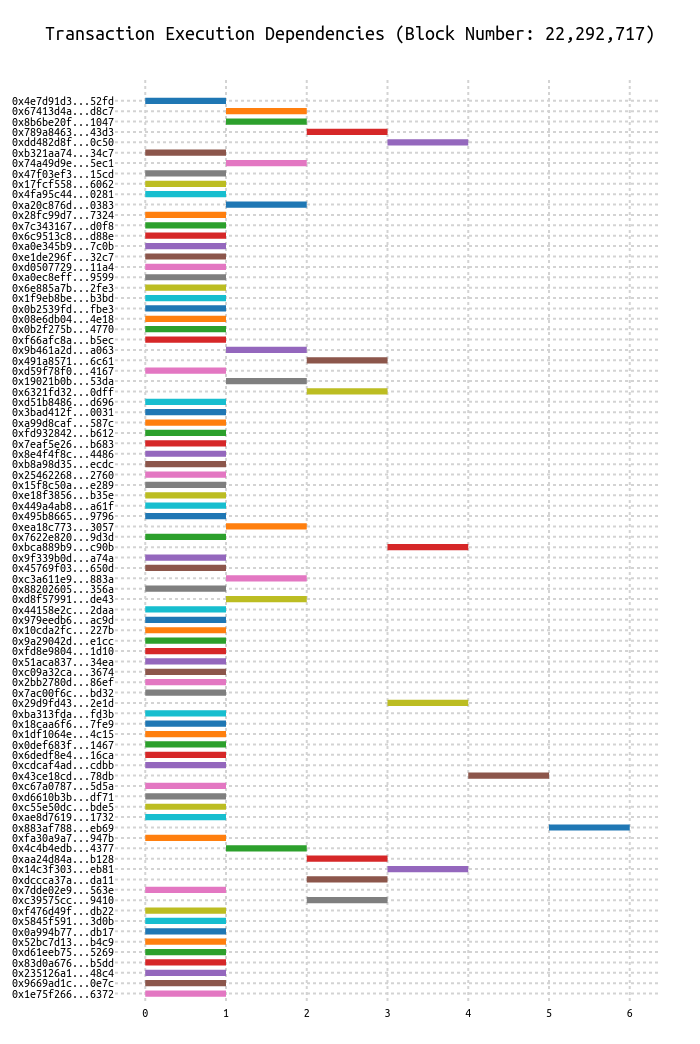 Transaction Execution Dependencies (Block Number: 22,292,717)
0x4e7d91d3...52fd
0x67413d4a...d8c7
0x8b6be20f...1047
0x789a8463...43d3
0xdd482d8f...0c50
0xb321aa74...34c7
0x74a49d9e...5ec1
0x47f03ef3...15cd
0x17fcf558...6062
0x4fa95c44...0281
0xa20c876d...0383
0x28fc99d7...7324
0x7c343167...d0f8
0x6c9513c8...d88e
0xa0e345b9...7c0b
0xe1de296f...32c7
0xd0507729...11a4
0xa0ec8eff...9599
0x6e885a7b...2fe3
0x1f9eb8be...b3bd
0x0b2539fd...fbe3
0x08e6db04...4e18
0x0b2f275b...4770
0xf66afc8a...b5ec
0x9b461a2d...a063
0x491a8571...6c61
0xd59f78f0...4167
0x19021b0b...53da
0x6321fd32...0dff
0xd51b8486...d696
0x3bad412f...0031
0xa99d8caf...587c
0xfd932842...b612
0x7eaf5e26...b683
0x8e4f4f8c...4486
0xb8a98d35...ecdc
0x25462268...2760
0x15f8c50a...e289
0xe18f3856...b35e
0x449a4ab8...a61f
0x495b8665...9796
0xea18c773...3057
0x7622e820...9d3d
0xbca889b9...c90b
0x9f339b0d...a74a
0x45769f03...650d
0xc3a611e9...883a
0x88202605...356a
0xd8f57991...de43
0x44158e2c...2daa
0x979eedb6...ac9d
0x10cda2fc...227b
0x9a29042d...e1cc
0xfd8e9804...1d10
0x51aca837...34ea
0xc09a32ca...3674
0x2bb2780d...86ef
0x7ac00f6c...bd32
0x29d9fd43...2e1d
0xba313fda...fd3b
0x18caa6f6...7fe9
0x1df1064e...4c15
0x0def683f...1467
0x6dedf8e4...16ca
0xcdcaf4ad...cdbb
0x43ce18cd...78db
0xc67a0787...5d5a
0xd6610b3b...df71
0xc55e50dc...bde5
0xae8d7619...1732
0x883af788...eb69
0xfa30a9a7...947b
0x4c4b4edb...4377
0xaa24d84a...b128
0x14c3f303...eb81
0xdccca37a...da11
0x7dde02e9...563e
0xc39575cc...9410
0xf476d49f...db22
0x5845f591...3d0b
0x0a994b77...db17
0x52bc7d13...b4c9
0xd61eeb75...5269
0x83d0a676...b5dd
0x235126a1...48c4
0x9669ad1c...0e7c
0x1e75f266...6372
0 1 2 3 4 5 6